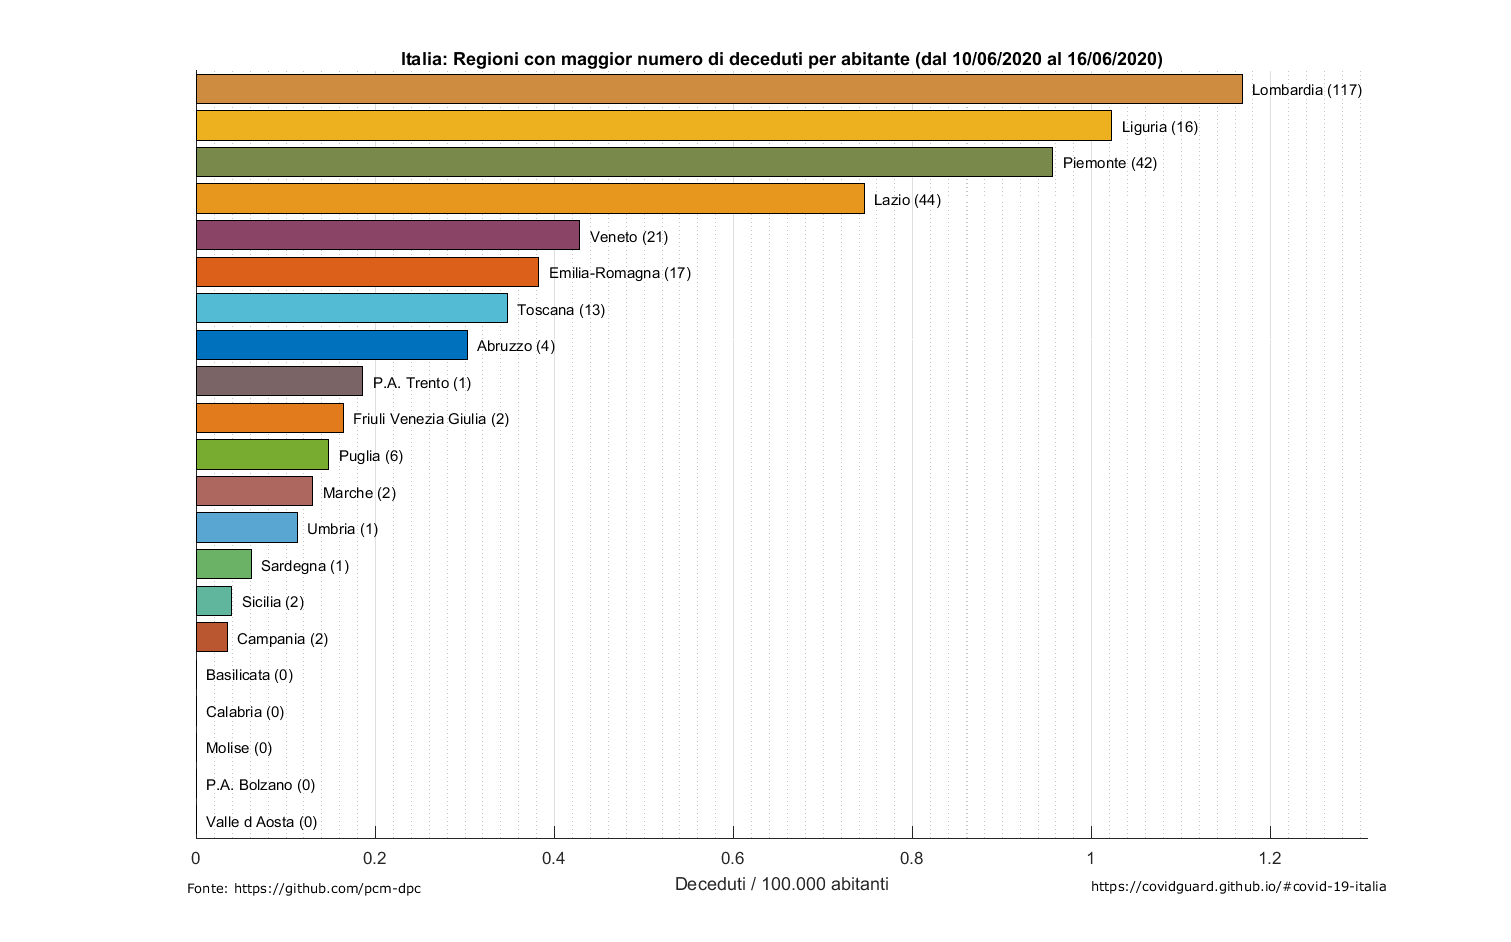 Italia: Regioni con maggior numero di deceduti per abitante (dal 10/06/2020 al 16/06/2020)
Lombardia (117)
Liguria (16)
Piemonte (42)
Lazio (44)
Veneto (21)
Emilia-Romagna (17)
Toscana (13)
Abruzzo (4)
P.A. Trento (1)
Friuli Venezia Giulia (2)
Puglia (6)
Marche (2)
Umbria (1)
Sardegna (1)
Sicilia (2)
Campania (2)
Basilicata (0)
Calabria (0)
Molise (0)
P.A. Bolzano (0)
Valle d Aosta (0)
0 0.2 0.4 0.6 0.8 1 1.2
Deceduti / 100.000 abitanti
Fonte: https://github.com/pcm-dpc
https://covidguard.github.io/#covid-19-italia